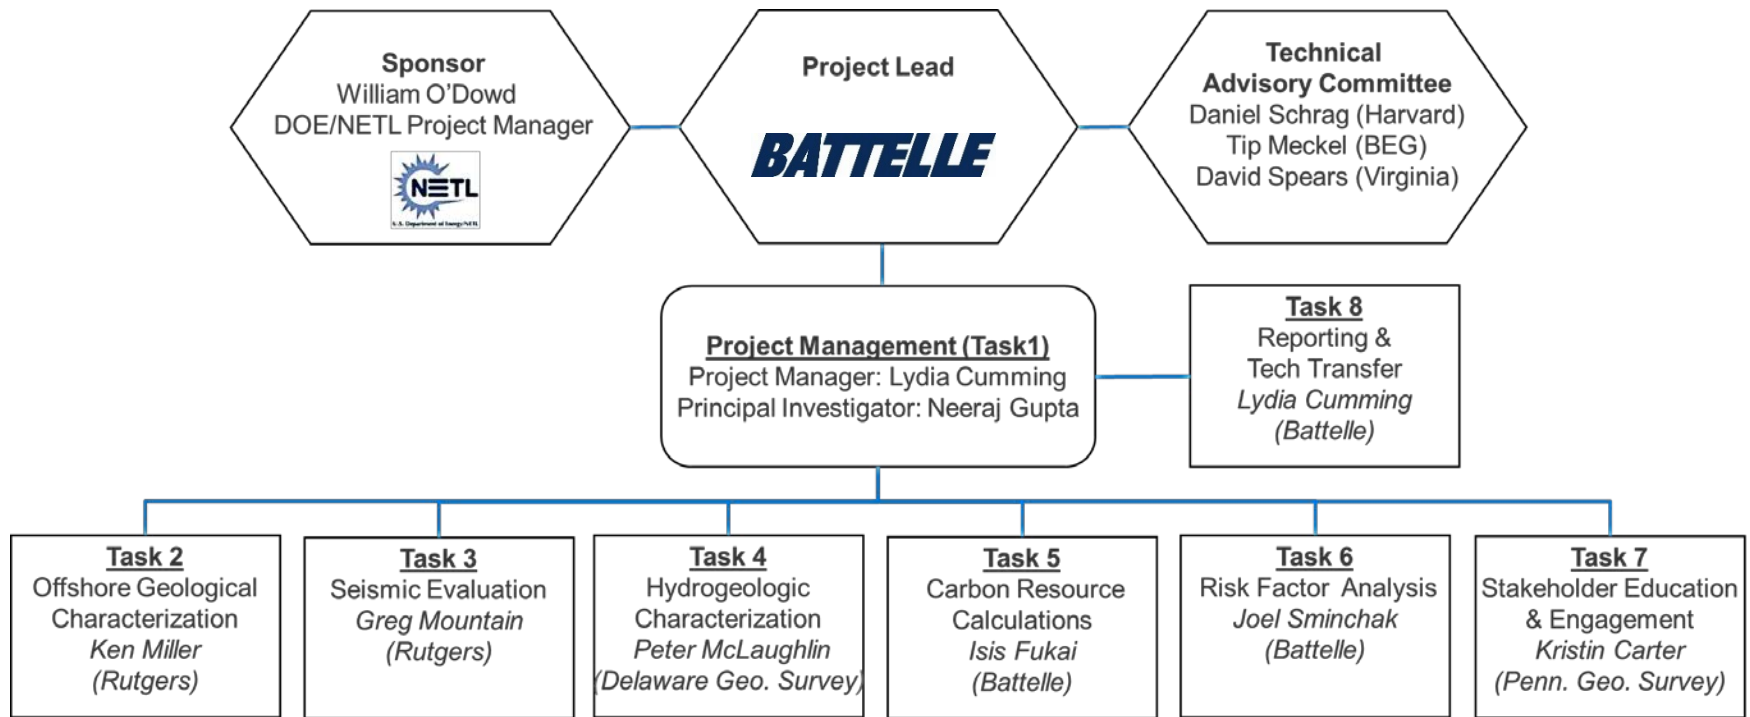 Sponsor
William O'Dowd
DOE/NETL Project Manager
NETL
U.S. Department of Energy/NETL
Project Lead
BATTELLE
Technical
Advisory Committee
Daniel Schrag (Harvard)
Tip Meckel (BEG)
David Spears (Virginia)
Project Management (Task1)
Project Manager: Lydia Cumming
Principal Investigator: Neeraj Gupta
Task 8
Reporting &
Tech Transfer
Lydia Cumming
(Battelle)
Task 2
Offshore Geological
Characterization
Ken Miller
(Rutgers)
Task 3
Seismic Evaluation
Greg Mountain
(Rutgers)
Task 4
Hydrogeologic
Characterization
Peter McLaughlin
(Delaware Geo. Survey)
Task 5
Carbon Resource
Calculations
Isis Fukai
(Battelle)
Task 6
Risk Factor Analysis
Joel Sminchak
(Battelle)
Task 7
Stakeholder Education
& Engagement
Kristin Carter
(Penn. Geo. Survey)